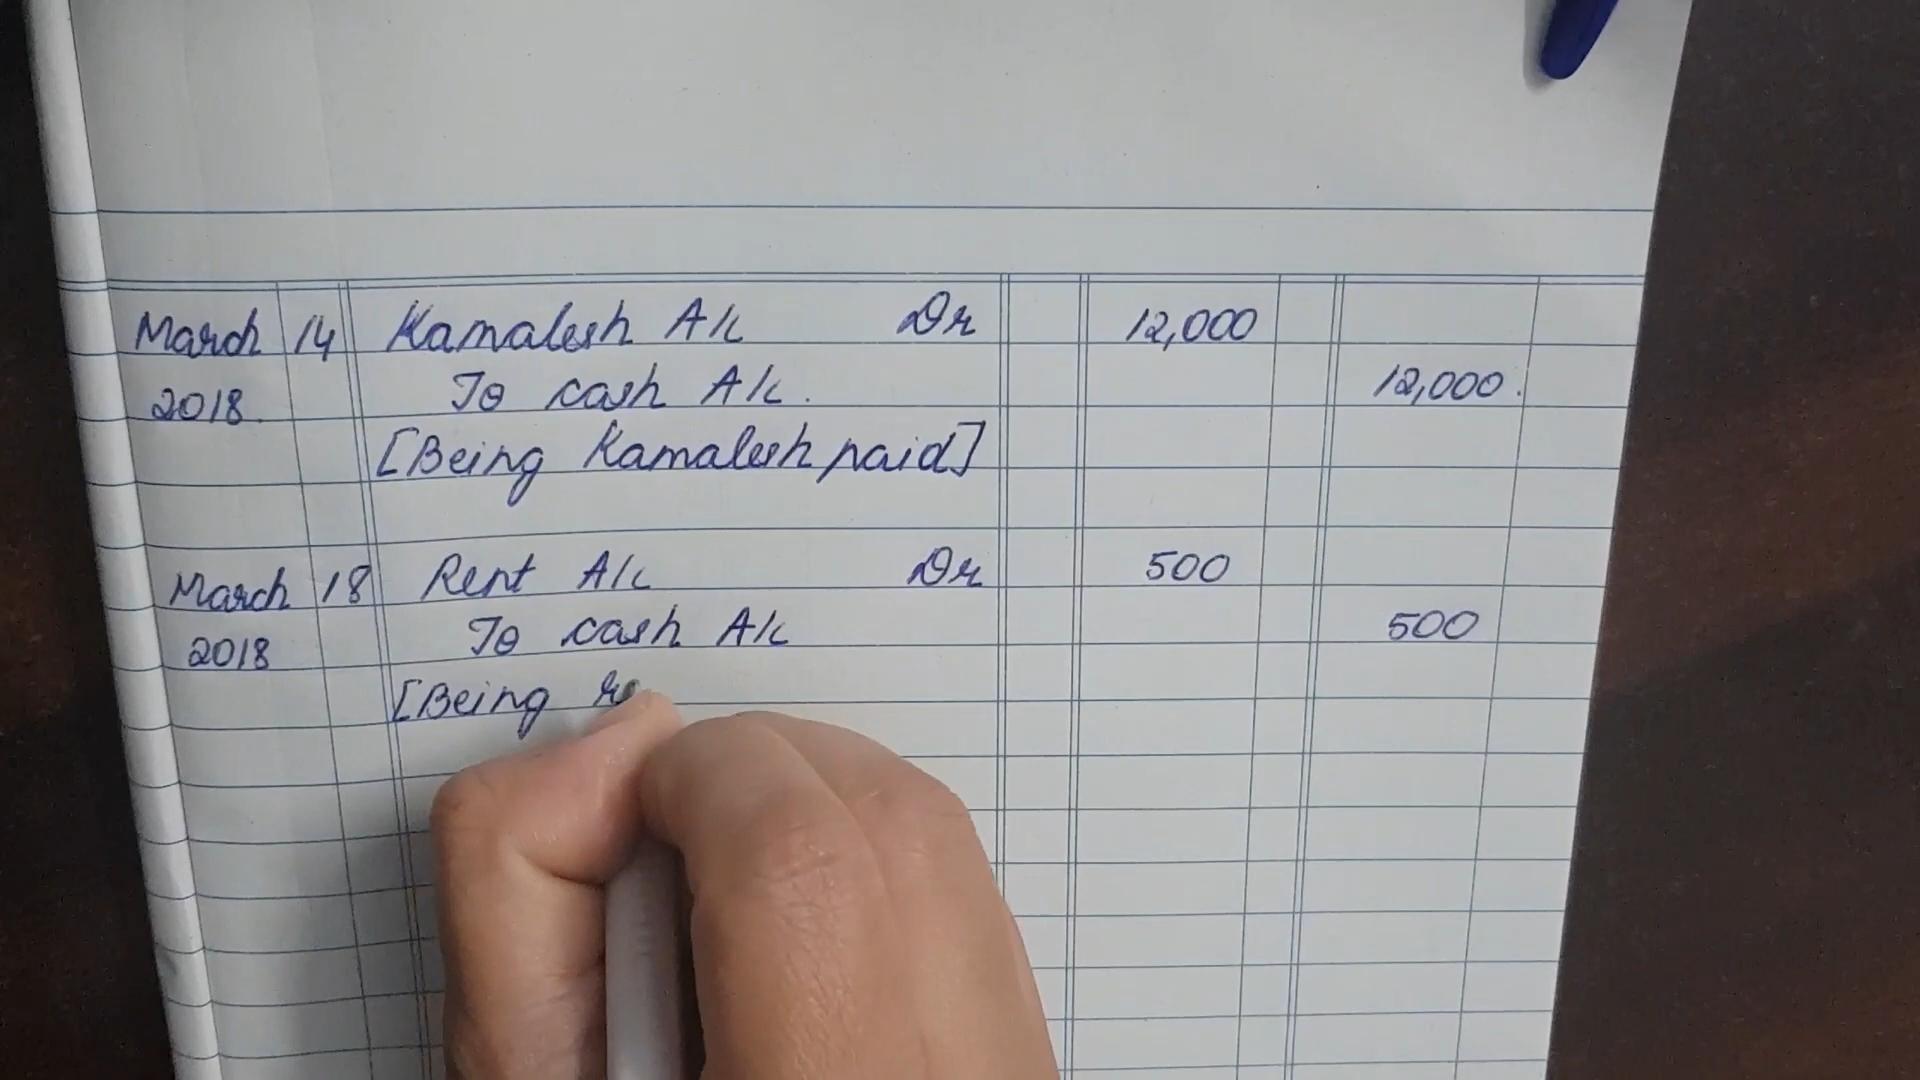 March 14 Kamalesh A/c Dr 12,000
2018 To cash A/c. 12,000.
[Being Kamalesh paid]
March 18 Rent A/c Dr 500
2018 To cash A/c 500
[Being